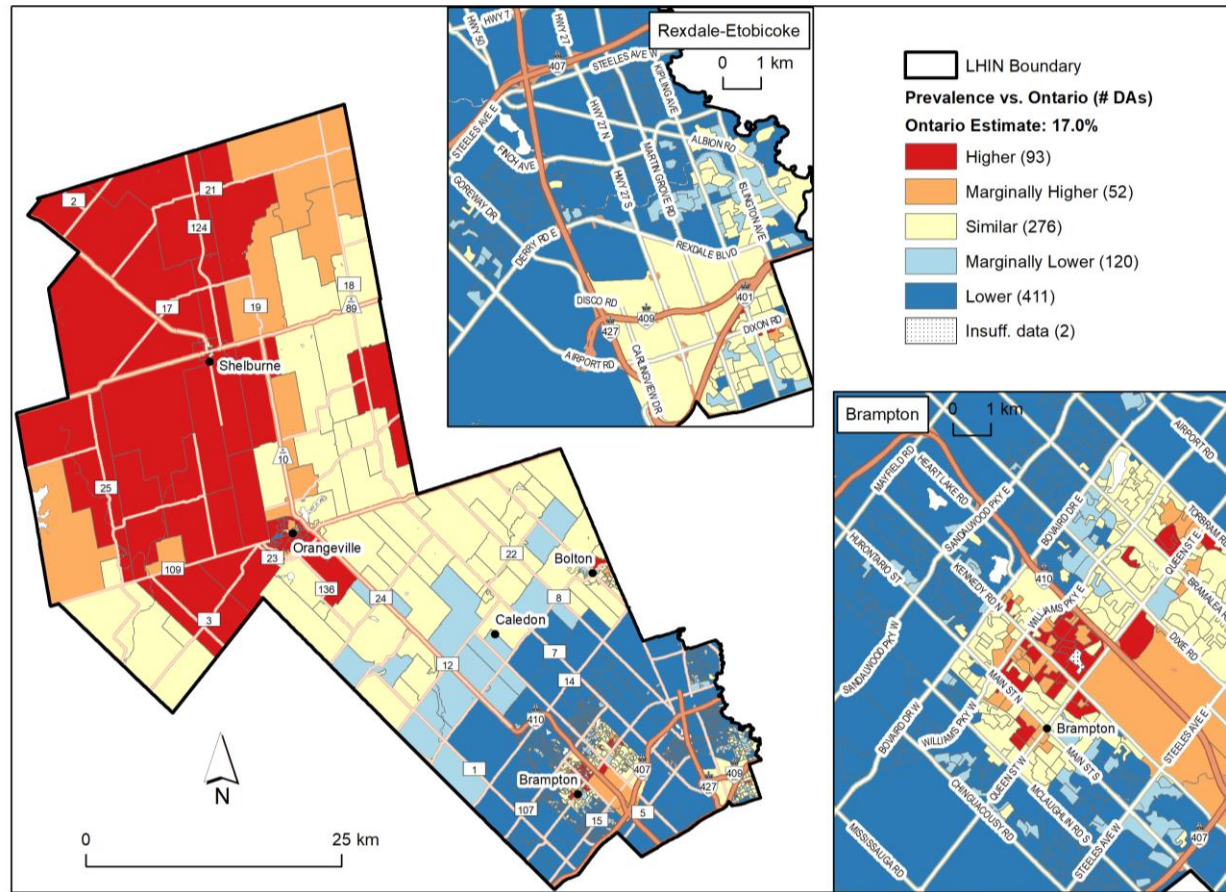 Rexdale-Etobicoke
0 1 km
HWY 7
HWY 50
HWY 27
407
STEELES AVE W
KIPLING AVE
STEELES AVE E
FINCH AVE
HWY 27 N
MARTIN GROVE RD
ALBION RD
GOREWAY DR
HWY 27 S
ISLINGTON AVE
DERRY RD E
REXDALE BLVD
DISCO RD
401
409
427
DIXON RD
AIRPORT RD
CARLINGVIEW DR
LHIN Boundary
Prevalence vs. Ontario (# DAs)
Ontario Estimate: 17.0%
Higher (93)
Marginally Higher (52)
Similar (276)
Marginally Lower (120)
Lower (411)
Insuff. data (2)
2
21
124
17
19
18
89
Shelburne
10
25
Orangeville
23
109
136
3
24
22
Bolton
8
Caledon
12
7
14
410
1
407
427
409
Brampton
107
15
5
N
0 25 km
Brampton
0 1 km
AIRPORT RD
MAYFIELD RD
HEART LAKE RD
SANDALWOOD PKY E
BOVAIRD DR E
TORBRAM RD
HURONTARIO ST
KENNEDY RD N
410
QUEEN ST E
BRAMALEA RD
WILLIAMS PKY E
DIXIE RD
SANDALWOOD PKY W
MAIN ST N
BOVAIRD DR W
WILLIAMS PKY W
Brampton
STEELES AVE E
QUEEN ST W
MAIN ST S
CHINGUACOUSY RD
MCLAUGHLIN RD S
MISSISSAUGA RD
STEELES AVE W
407